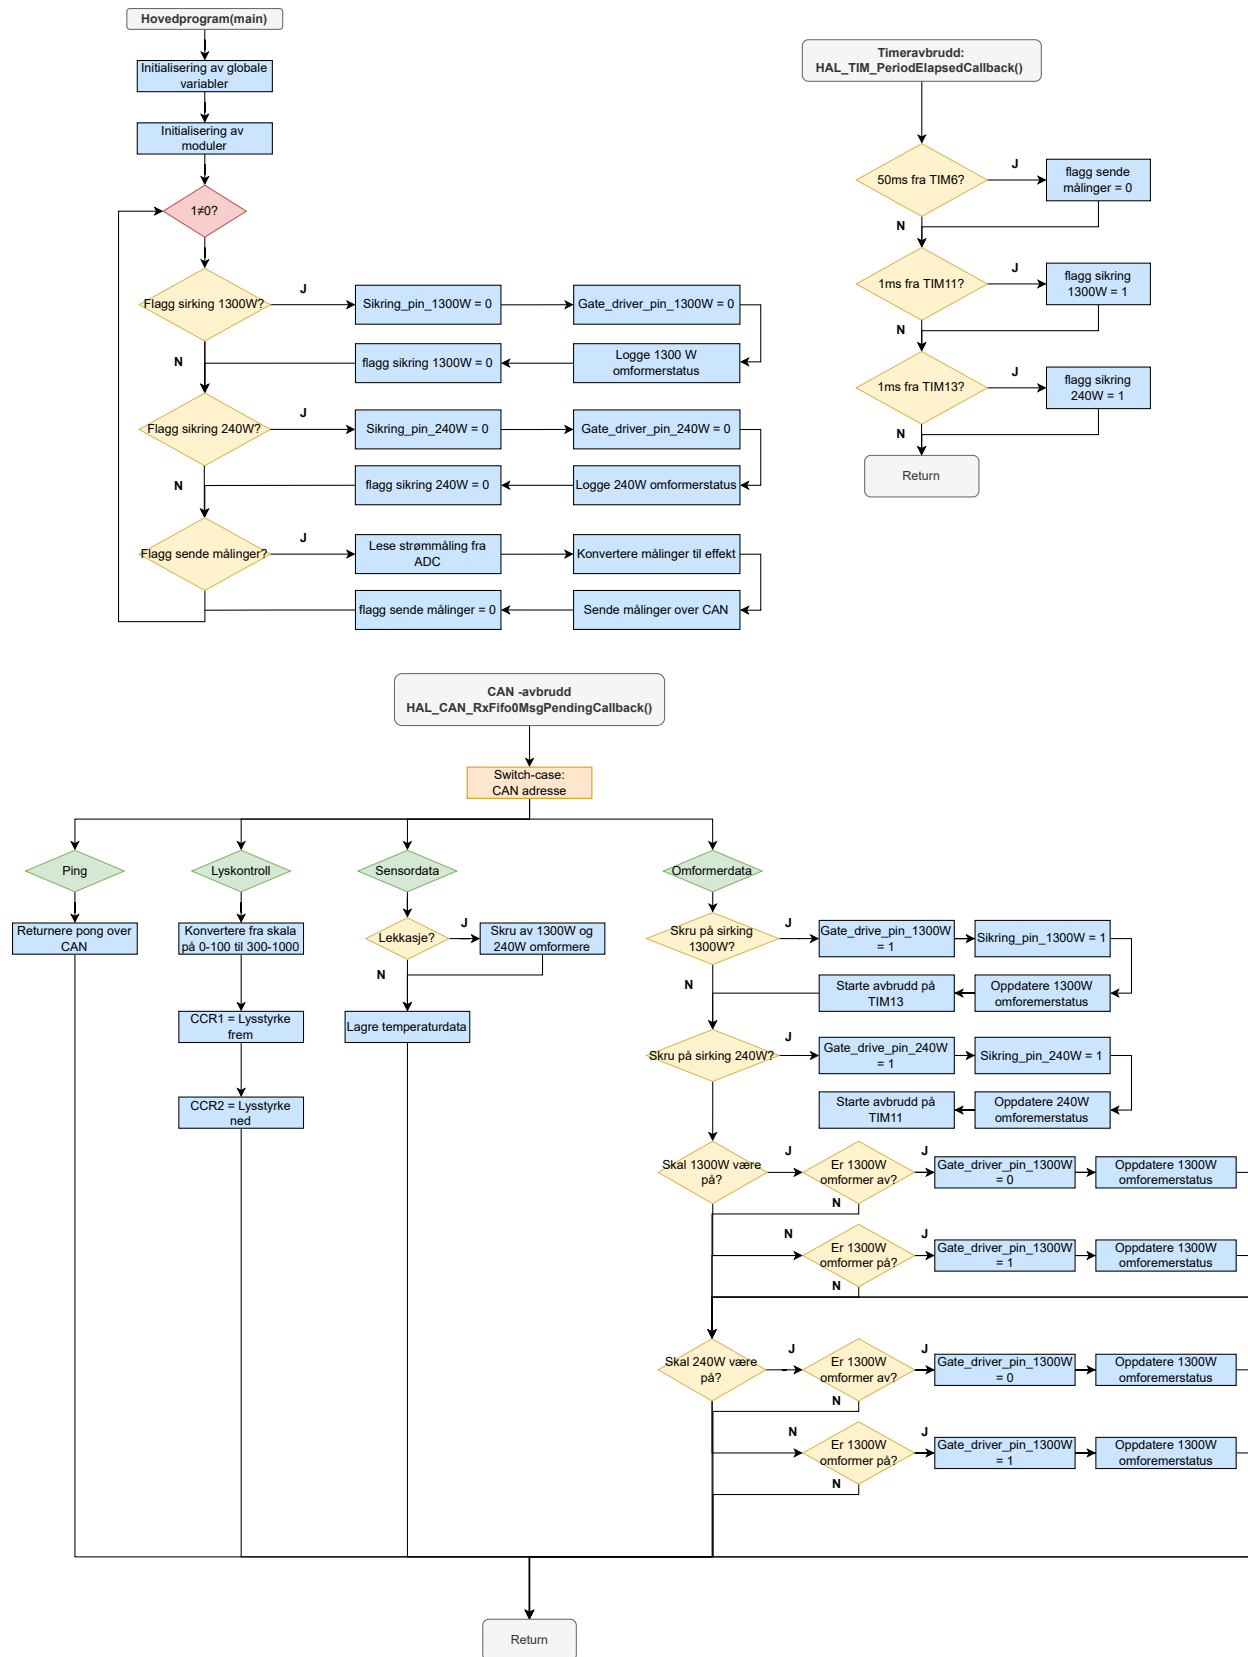 Hovedprogram(main)
Initialisering av globale
variabler
Initialisering av
moduler
1≠0?
Flagg sirking 1300W?
J
Sikring_pin_1300W = 0
Gate_driver_pin_1300W = 0
N
flagg sikring 1300W = 0
Logge 1300 W
omformerstatus
Flagg sikring 240W?
J
Sikring_pin_240W = 0
Gate_driver_pin_240W = 0
N
flagg sikring 240W = 0
Logge 240W omformerstatus
Flagg sende målinger?
J
Lese strømmåling fra
ADC
Konvertere målinger til effekt
flagg sende målinger = 0
Sende målinger over CAN
Timeravbrudd:
HAL_TIM_PeriodElapsedCallback()
50ms fra TIM6?
J
flagg sende
målinger = 0
N
1ms fra TIM11?
J
flagg sikring
1300W = 1
N
1ms fra TIM13?
J
flagg sikring
240W = 1
N
Return
CAN -avbrudd
HAL_CAN_RxFifo0MsgPendingCallback()
Switch-case:
CAN adresse
Ping
Returnere pong over
CAN
Lyskontroll
Konvertere fra skala
på 0-100 til 300-1000
CCR1 = Lysstyrke
frem
CCR2 = Lysstyrke
ned
Sensordata
Lekkasje?
J
Skru av 1300W og
240W omformere
N
Lagre temperaturdata
Omformerdata
Skru på sirking
1300W?
J
Gate_drive_pin_1300W
= 1
Sikring_pin_1300W = 1
N
Starte avbrudd på
TIM13
Oppdatere 1300W
omforemerstatus
Skru på sirking 240W?
J
Gate_drive_pin_240W
= 1
Sikring_pin_240W = 1
Starte avbrudd på
TIM11
Oppdatere 240W
omforemerstatus
Skal 1300W være
på?
J
Er 1300W
omformer av?
J
Gate_driver_pin_1300W
= 0
Oppdatere 1300W
omforemerstatus
N
N
Er 1300W
omformer på?
J
Gate_driver_pin_1300W
= 1
Oppdatere 1300W
omforemerstatus
N
Skal 240W være
på?
J
Er 1300W
omformer av?
J
Gate_driver_pin_1300W
= 0
Oppdatere 1300W
omforemerstatus
N
N
Er 1300W
omformer på?
J
Gate_driver_pin_1300W
= 1
Oppdatere 1300W
omforemerstatus
N
Return